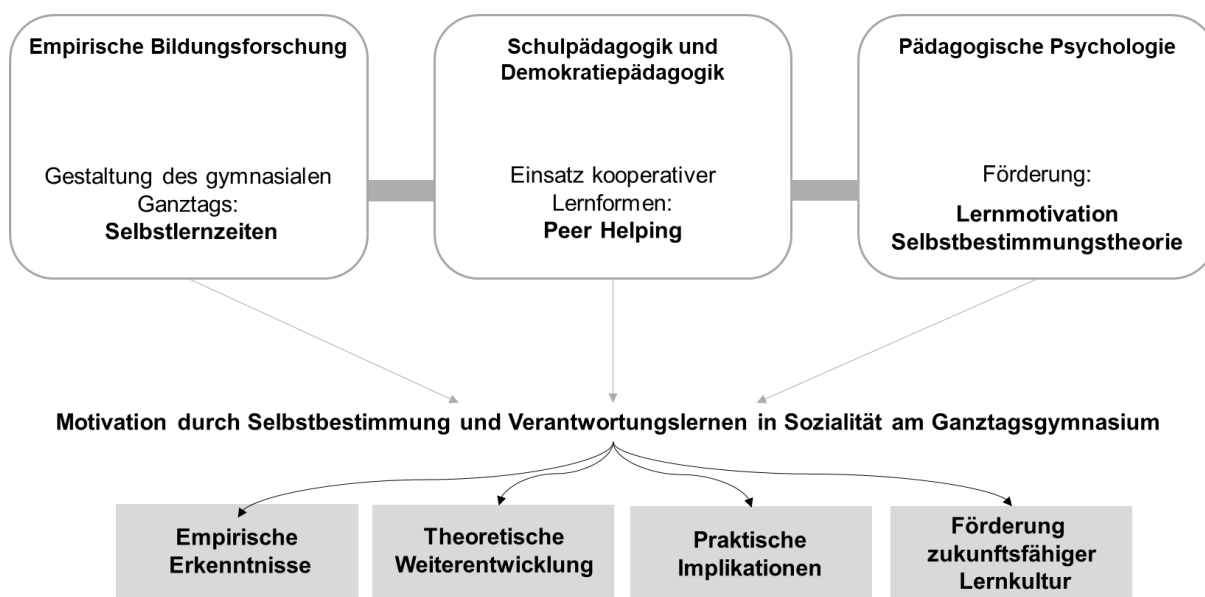 Empirische Bildungsforschung
Gestaltung des gymnasialen
Ganztags:
Selbstlernzeiten
Schulpädagogik und
Demokratiepädagogik
Einsatz kooperativer
Lernformen:
Peer Helping
Pädagogische Psychologie
Förderung:
Lernmotivation
Selbstbestimmungstheorie
Motivation durch Selbstbestimmung und Verantwortungslernen in Sozialität am Ganztagsgymnasium
Empirische
Erkenntnisse
Theoretische
Weiterentwicklung
Praktische
Implikationen
Förderung
zukunftsfähiger
Lernkultur